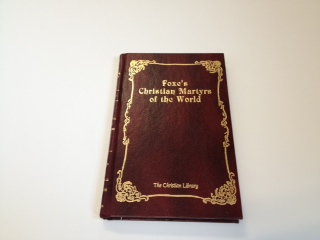 Foxe's
Christian Martyrs
of the World
The Christian Library